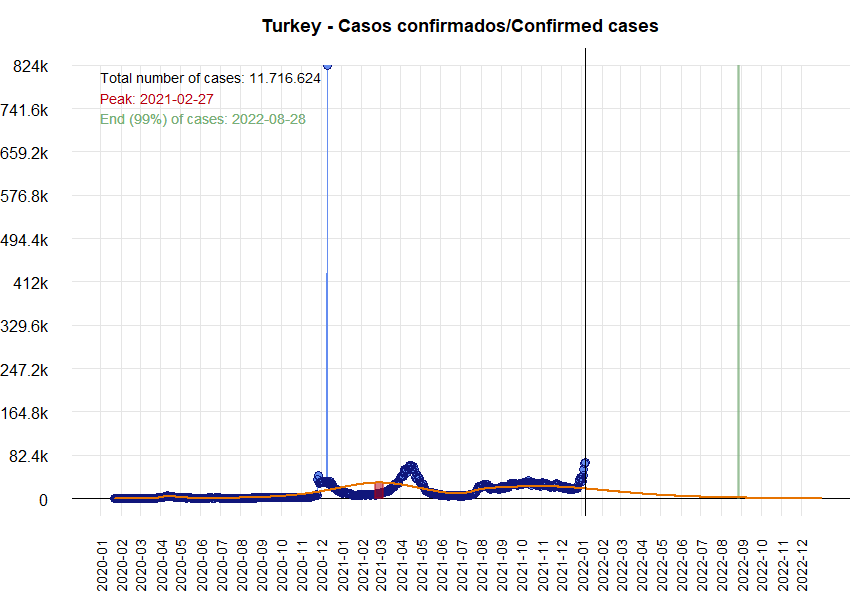 Turkey - Casos confirmados/Confirmed cases
Total number of cases: 11.716.624
Peak: 2021-02-27
End (99%) of cases: 2022-08-28
824k
741.6k
659.2k
576.8k
494.4k
412k
329.6k
247.2k
164.8k
82.4k
0
2020-01
2020-02
2020-03
2020-04
2020-05
2020-06
2020-07
2020-08
2020-09
2020-10
2020-11
2020-12
2021-01
2021-02
2021-03
2021-04
2021-05
2021-06
2021-07
2021-08
2021-09
2021-10
2021-11
2021-12
2022-01
2022-02
2022-03
2022-04
2022-05
2022-06
2022-07
2022-08
2022-09
2022-10
2022-11
2022-12